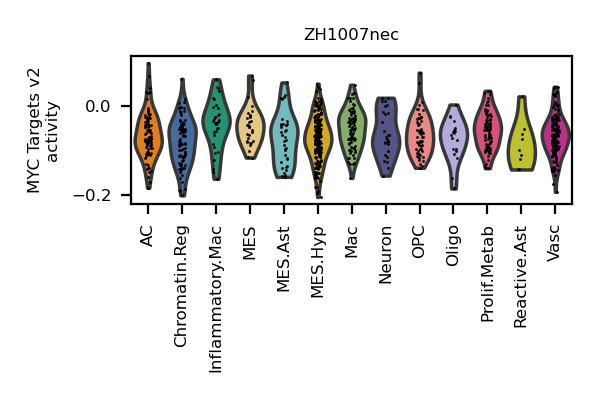 ZH1007nec
MYC Targets v2
activity
0.0
−0.2
AC
Chromatin.Reg
Inflammatory.Mac
MES
MES.Ast
MES.Hyp
Mac
Neuron
OPC
Oligo
Prolif.Metab
Reactive.Ast
Vasc